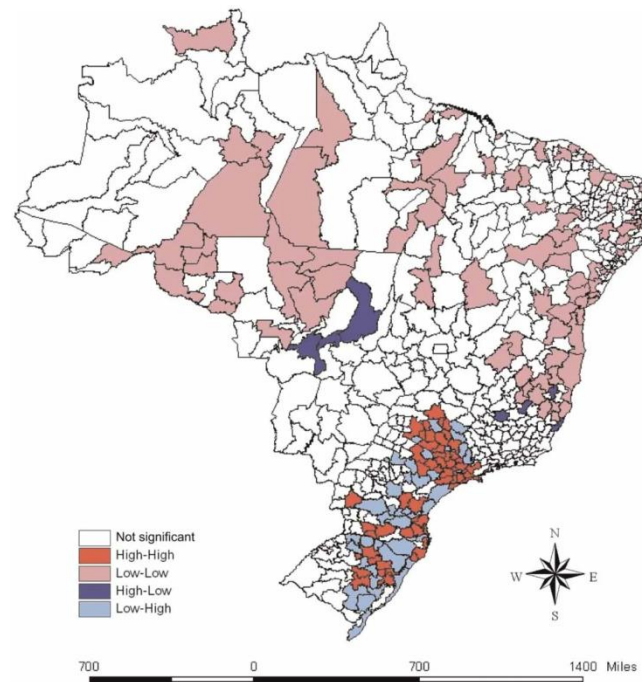 Not significant
High-High
Low-Low
High-Low
Low-High
N
W E
S
700 0 700 1400 Miles